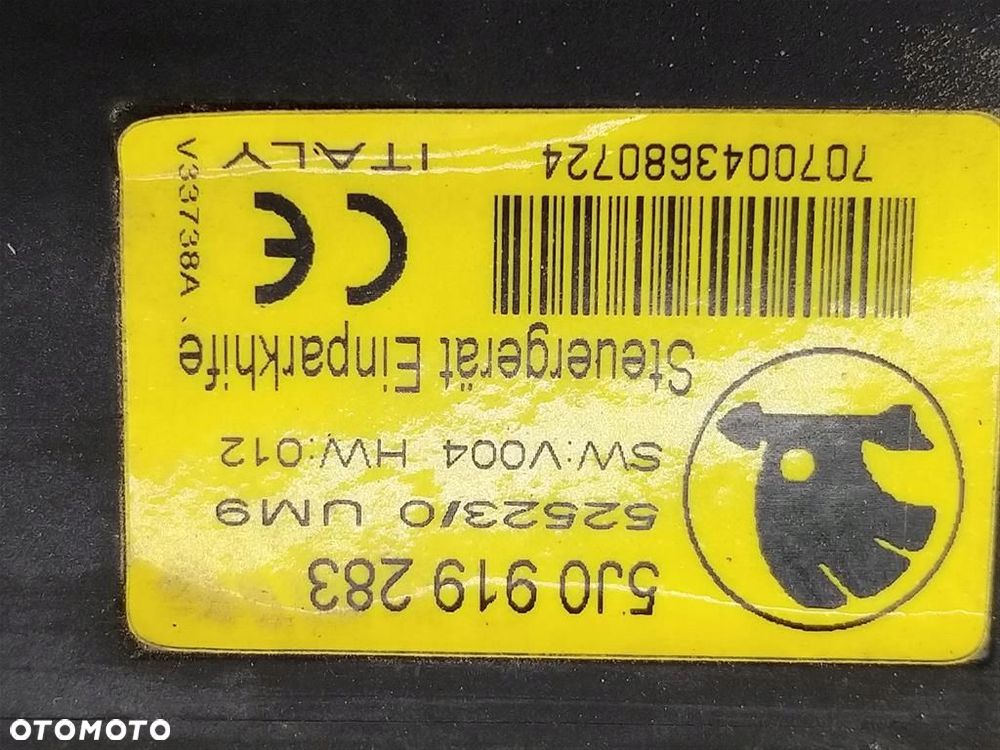 5J0 919 283
52523/0 UM9
SW:V004 HW:012
Steuergerät Einparkhife
7070043680724
ITALY
V33738A
OTOMOTO